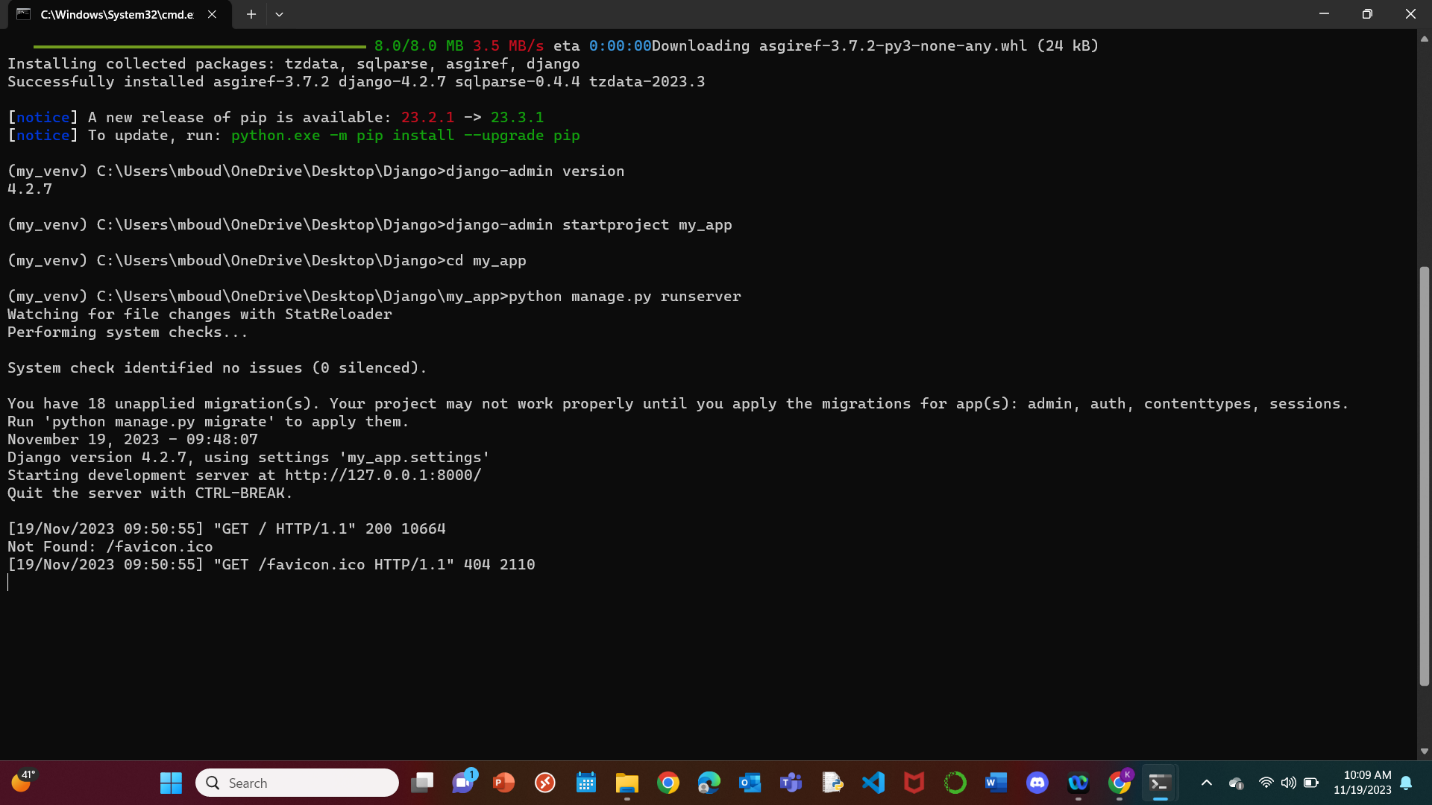 C:\Windows\System32\cmd.e
8.0/8.0 MB 3.5 MB/s eta 0:00:00Downloading asgiref-3.7.2-py3-none-any.whl (24 kB)
Installing collected packages: tzdata, sqlparse, asgiref, django
Successfully installed asgiref-3.7.2 django-4.2.7 sqlparse-0.4.4 tzdata-2023.3
[notice] A new release of pip is available: 23.2.1 -> 23.3.1
[notice] To update, run: python.exe -m pip install --upgrade pip
(my_venv) C:\Users\mboud\OneDrive\Desktop\Django>django-admin version
4.2.7
(my_venv) C:\Users\mboud\OneDrive\Desktop\Django>django-admin startproject my_app
(my_venv) C:\Users\mboud\OneDrive\Desktop\Django>cd my_app
(my_venv) C:\Users\mboud\OneDrive\Desktop\Django\my_app>python manage.py runserver
Watching for file changes with StatReloader
Performing system checks...
System check identified no issues (0 silenced).
You have 18 unapplied migration(s). Your project may not work properly until you apply the migrations for app(s): admin, auth, contenttypes, sessions.
Run 'python manage.py migrate' to apply them.
November 19, 2023 - 09:48:07
Django version 4.2.7, using settings 'my_app.settings'
Starting development server at http://127.0.0.1:8000/
Quit the server with CTRL-BREAK.
[19/Nov/2023 09:50:55] "GET / HTTP/1.1" 200 10664
Not Found: /favicon.ico
[19/Nov/2023 09:50:55] "GET /favicon.ico HTTP/1.1" 404 2110
41°
Search
1
K
10:09 AM
11/19/2023